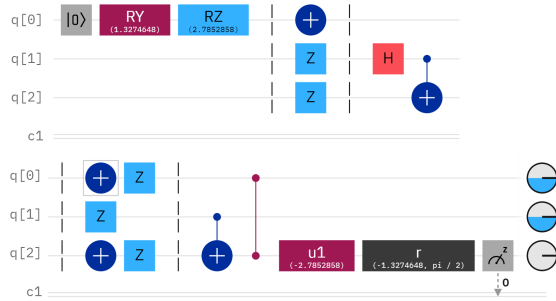 q[0] |0⟩ RY (1.3274648) RZ (2.7852858)
q[1] Z H
q[2] Z
c1
q[0] Z
q[1] Z
q[2] u1 (-2.7852858) r (-1.3274648, pi / 2) z
0
c1